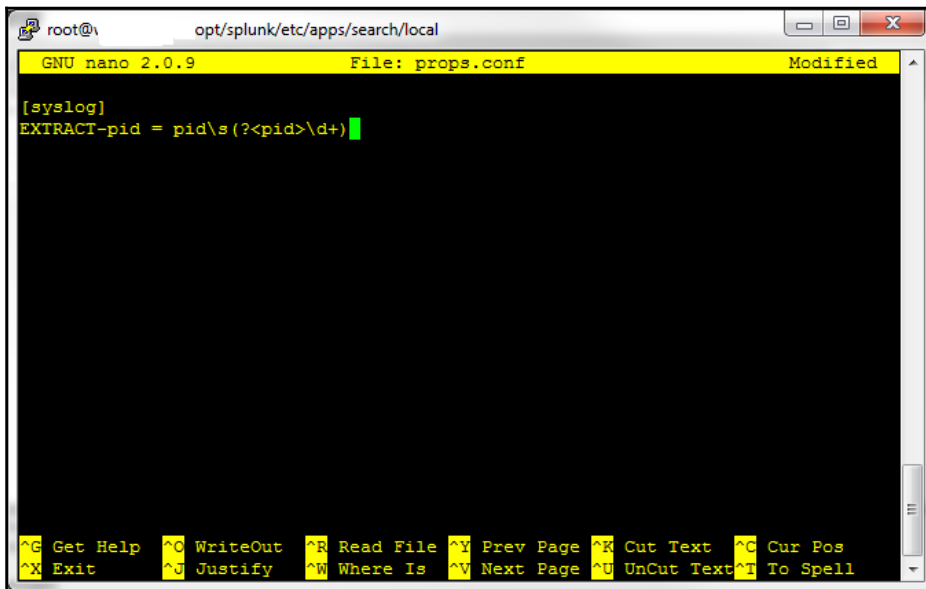 root@ opt/splunk/etc/apps/search/local
GNU nano 2.0.9 File: props.conf Modified
[syslog]
EXTRACT-pid = pid\s(?<pid>\d+)
^G Get Help ^O WriteOut ^R Read File ^Y Prev Page ^K Cut Text ^C Cur Pos
^X Exit ^J Justify ^W Where Is ^V Next Page ^U UnCut Text ^T To Spell